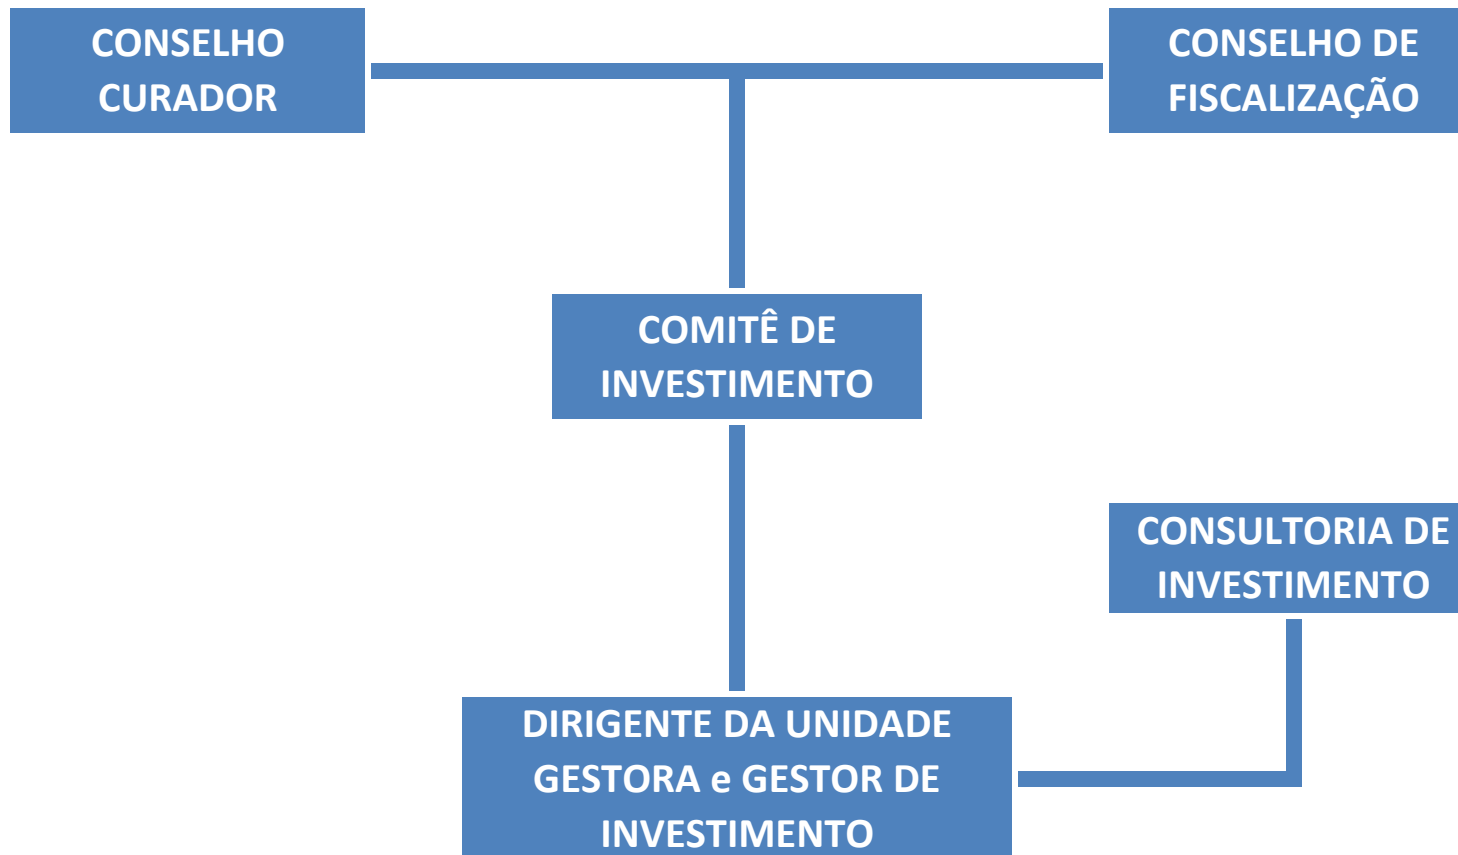 CONSELHO
CURADOR
CONSELHO DE
FISCALIZAÇÃO
COMITÊ DE
INVESTIMENTO
CONSULTORIA DE
INVESTIMENTO
DIRIGENTE DA UNIDADE
GESTORA e GESTOR DE
INVESTIMENTO